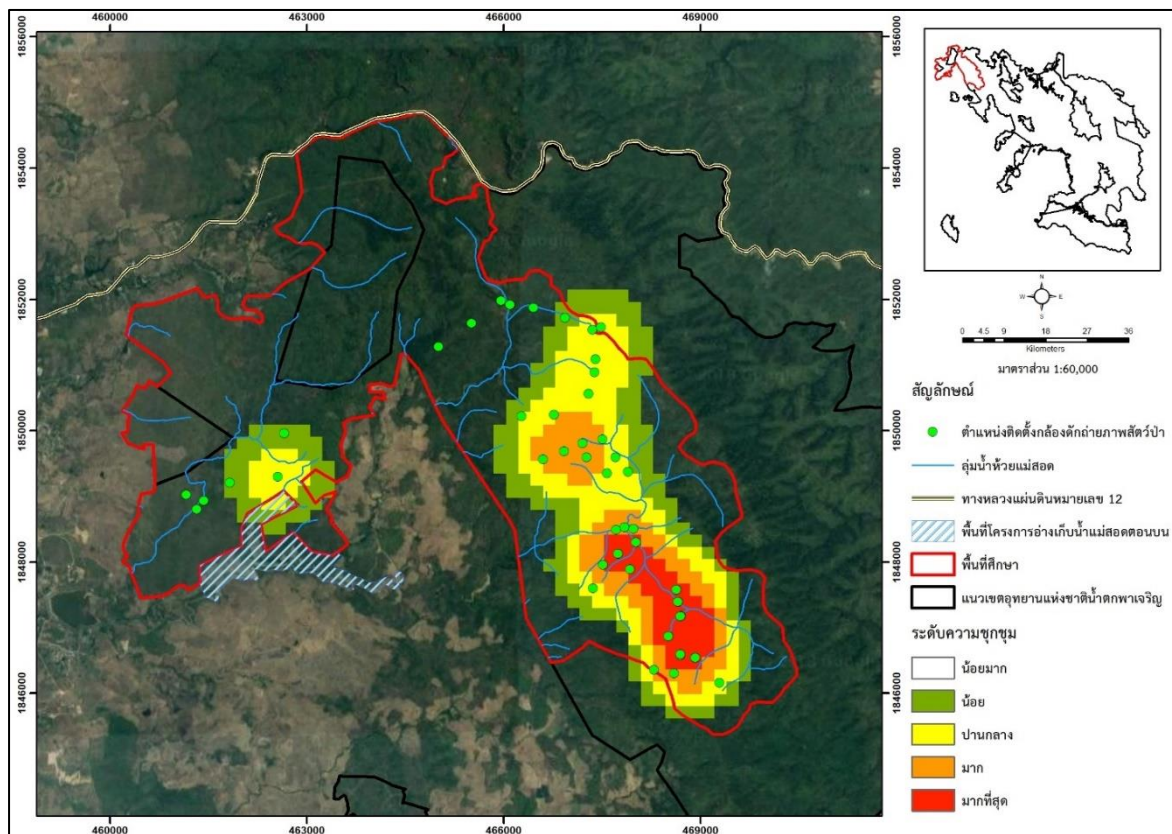 460000 463000 466000 469000
1856000 1856000
1854000 1854000
1852000 1852000
1850000 1850000
1848000 1848000
1846000 1846000
460000 463000 466000 469000
N
W E
S
0 4.5 9 18 27 36
Kilometers
มาตราส่วน 1:60,000
สัญลักษณ์
ตำแหน่งติดตั้งกล้องดักถ่ายภาพสัตว์ป่า
ลุ่มน้ำห้วยแม่สอด
ทางหลวงแผ่นดินหมายเลข 12
พื้นที่โครงการอ่างเก็บน้ำแม่สอดตอนบน
พื้นที่ศึกษา
แนวเขตอุทยานแห่งชาติน้ำตกพาเจริญ
ระดับความชุกชุม
น้อยมาก
น้อย
ปานกลาง
มาก
มากที่สุด